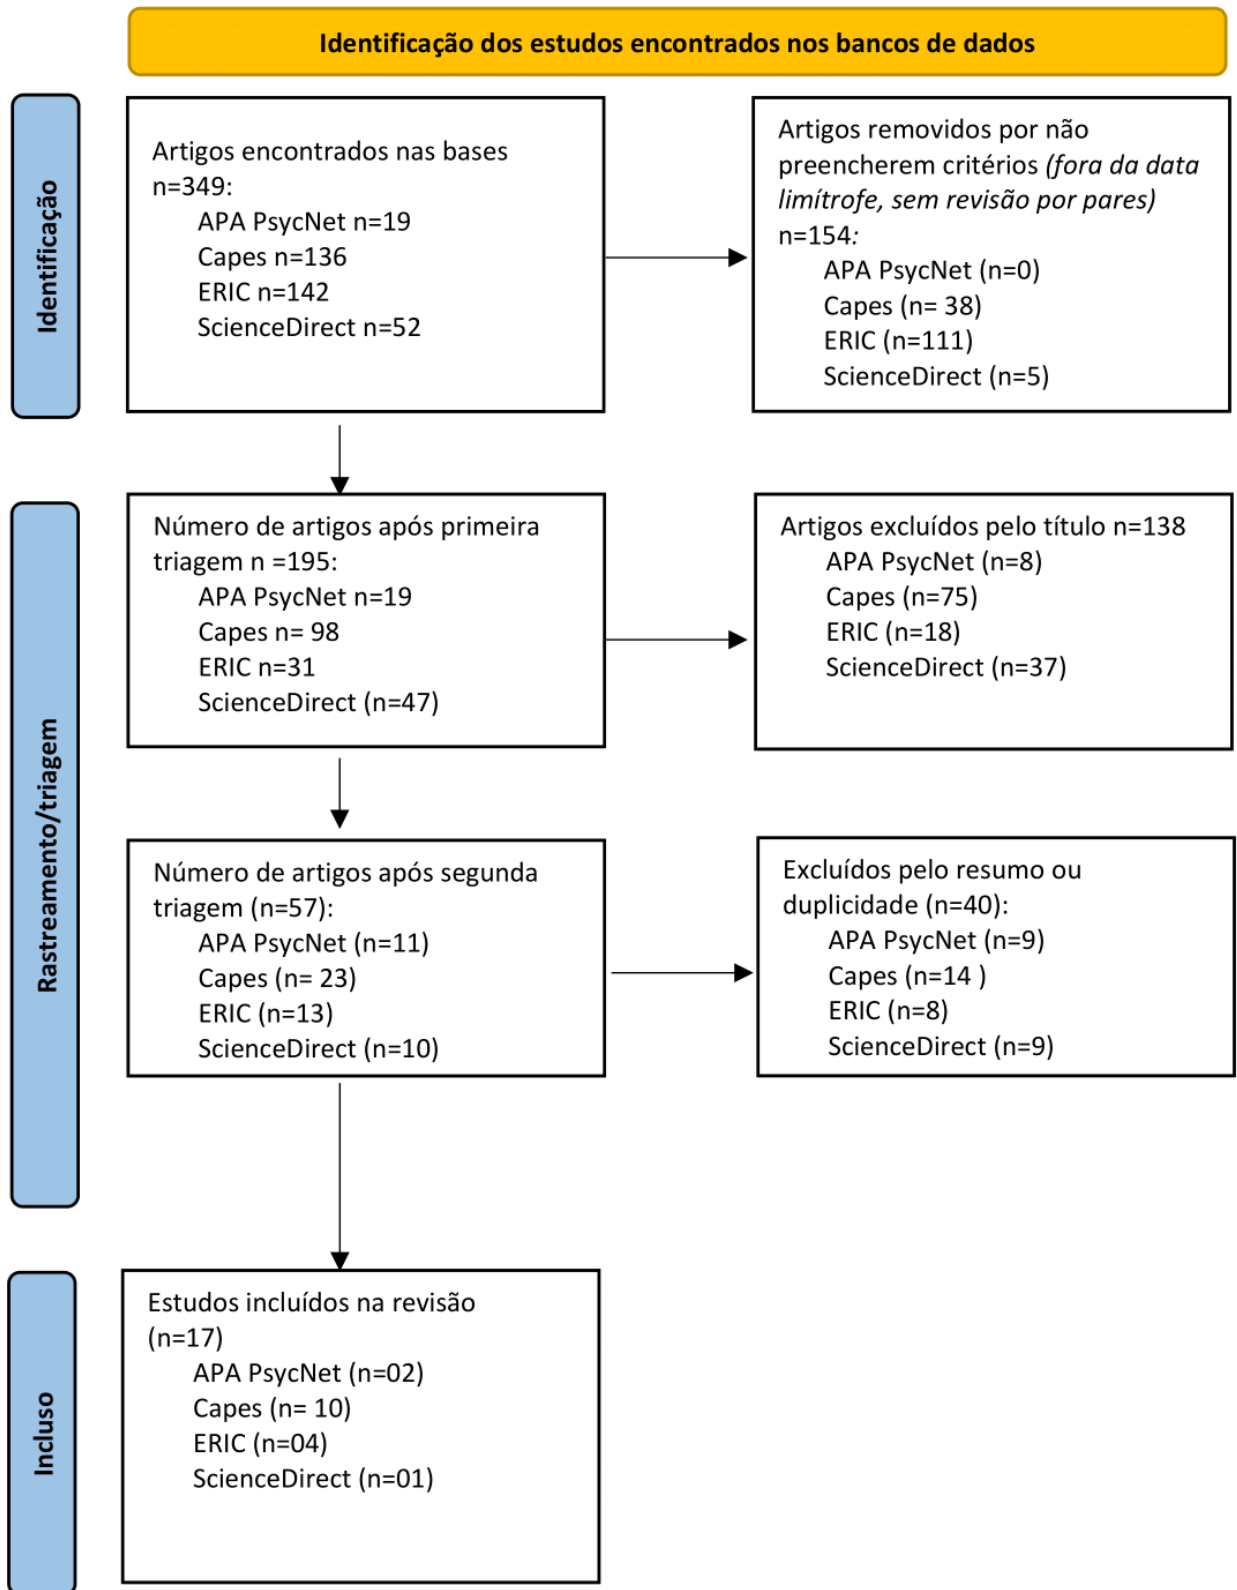 Identificação dos estudos encontrados nos bancos de dados
Identificação
Artigos encontrados nas bases
n=349:
APA PsycNet n=19
Capes n=136
ERIC n=142
ScienceDirect n=52
Artigos removidos por não
preencherem critérios (fora da data
limítrofe, sem revisão por pares)
n=154:
APA PsycNet (n=0)
Capes (n= 38)
ERIC (n=111)
ScienceDirect (n=5)
Rastreamento/triagem
Número de artigos após primeira
triagem n =195:
APA PsycNet n=19
Capes n= 98
ERIC n=31
ScienceDirect (n=47)
Artigos excluídos pelo título n=138
APA PsycNet (n=8)
Capes (n=75)
ERIC (n=18)
ScienceDirect (n=37)
Número de artigos após segunda
triagem (n=57):
APA PsycNet (n=11)
Capes (n= 23)
ERIC (n=13)
ScienceDirect (n=10)
Excluídos pelo resumo ou
duplicidade (n=40):
APA PsycNet (n=9)
Capes (n=14 )
ERIC (n=8)
ScienceDirect (n=9)
Incluso
Estudos incluídos na revisão
(n=17)
APA PsycNet (n=02)
Capes (n= 10)
ERIC (n=04)
ScienceDirect (n=01)